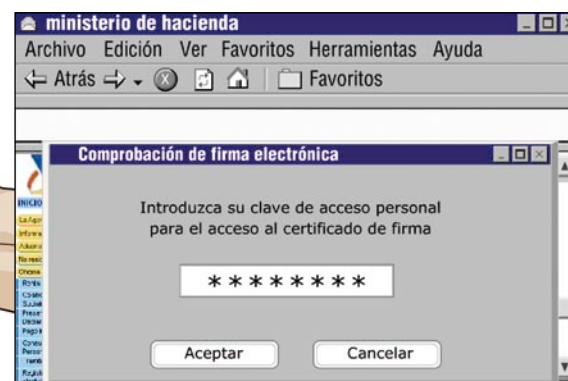 ministerio de hacienda
Archivo Edición Ver Favoritos Herramientas Ayuda
Atrás Favoritos
Comprobación de firma electrónica
INICIO
Introduzca su clave de acceso personal
para el acceso al certificado de firma
* * * * * * * *
Aceptar Cancelar